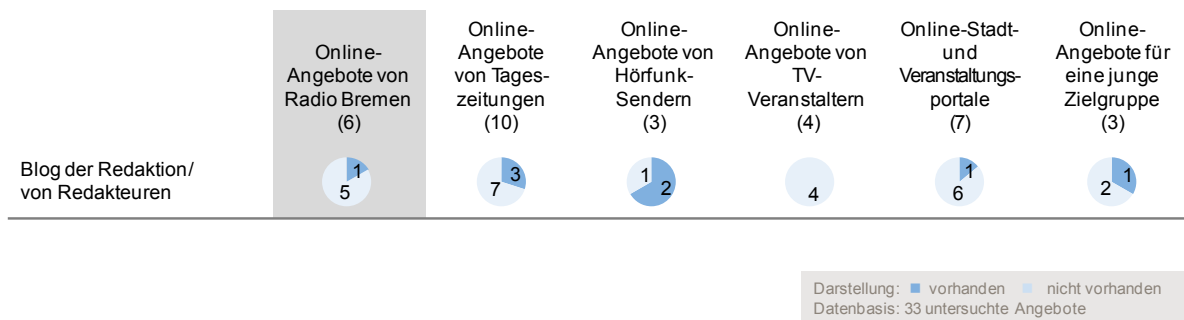 Online-
Angebote von
Radio Bremen
(6)
Online-
Angebote
von Tages-
zeitungen
(10)
Online-
Angebote von
Hörfunk-
Sendern
(3)
Online-
Angebote von
TV-
Veranstaltern
(4)
Online-Stadt-
und
Veranstaltungs-
portale
(7)
Online-
Angebote für
eine junge
Zielgruppe
(3)
Blog der Redaktion/
von Redakteuren
1
5
3
7
1
2
4
1
6
1
2
Darstellung: vorhanden nicht vorhanden
Datenbasis: 33 untersuchte Angebote